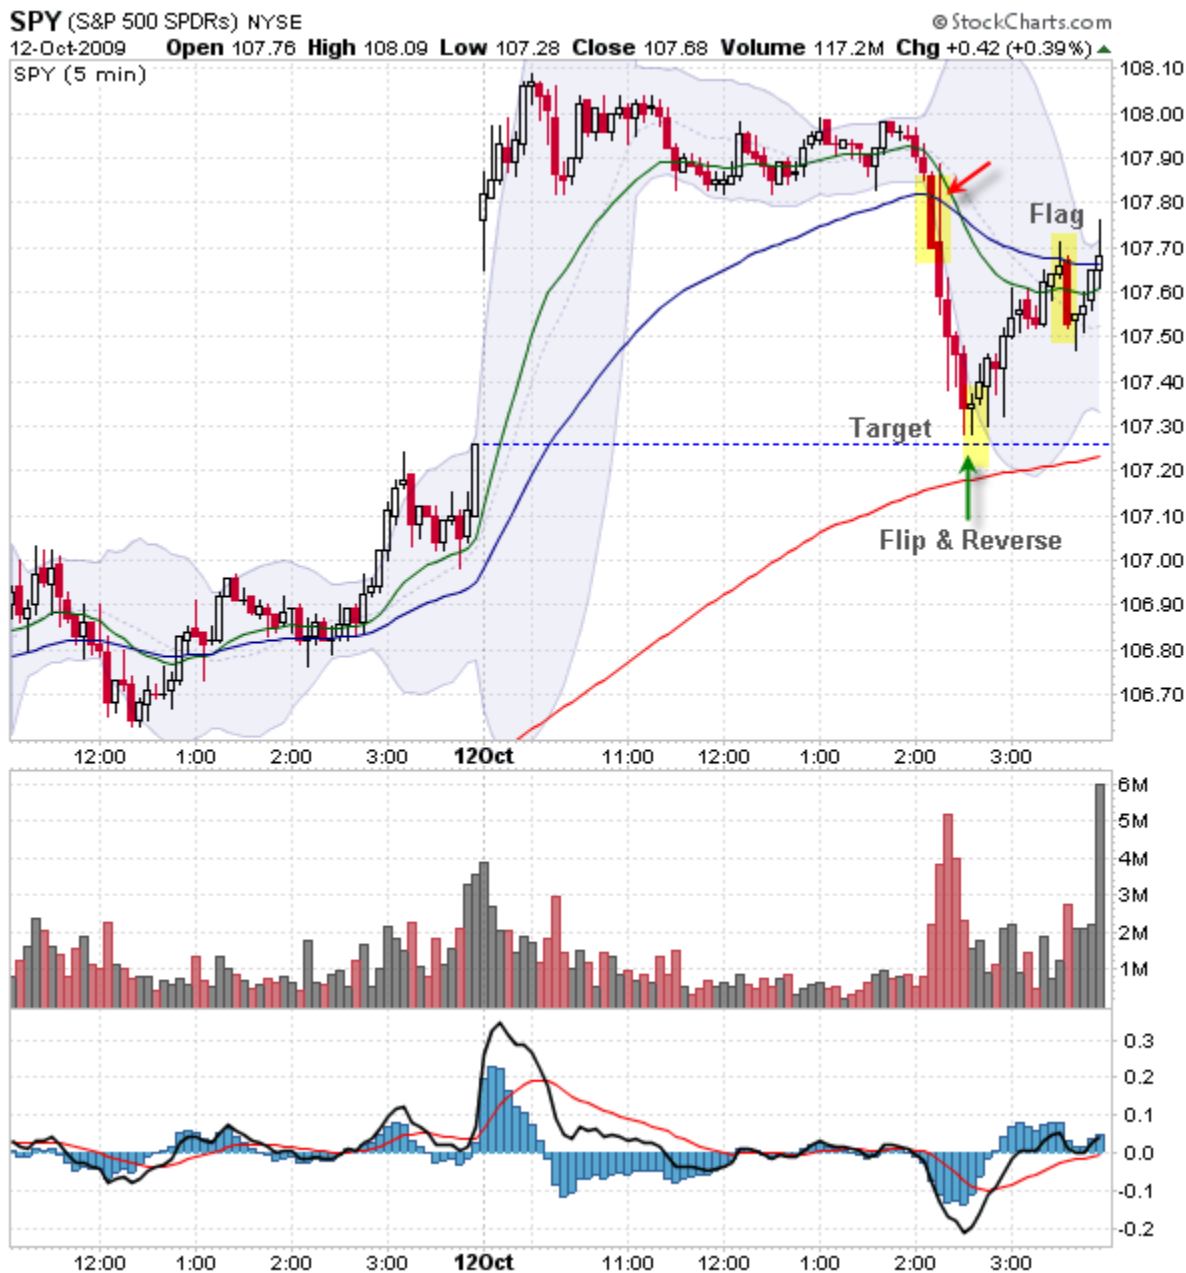 SPY (S&P 500 SPDRs) NYSE
© StockCharts.com
12-Oct-2009 Open 107.76 High 108.09 Low 107.28 Close 107.68 Volume 117.2M Chg +0.42 (+0.39%)
SPY (5 min)
108.10
108.00
107.90
107.80
Flag
107.70
107.60
107.50
107.40
Target
107.30
107.20
107.10
Flip & Reverse
107.00
106.90
106.80
106.70
12:00 1:00 2:00 3:00 12Oct 11:00 12:00 1:00 2:00 3:00
6M
5M
4M
3M
2M
1M
0.3
0.2
0.1
0.0
-0.1
-0.2
12:00 1:00 2:00 3:00 12Oct 11:00 12:00 1:00 2:00 3:00